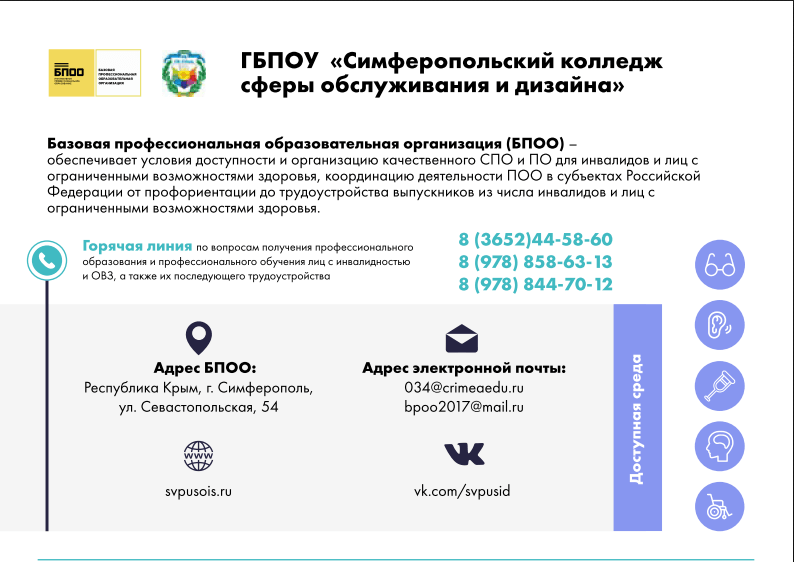 БПОО
БАЗОВАЯ
ПРОФЕССИОНАЛЬНАЯ
ОБРАЗОВАТЕЛЬНАЯ
ОРГАНИЗАЦИЯ
ГБПОУ «Симферопольский колледж
сферы обслуживания и дизайна»
Базовая профессиональная образовательная организация (БПОО) –
обеспечивает условия доступности и организацию качественного СПО и ПО для инвалидов и лиц с
ограниченными возможностями здоровья, координацию деятельности ПОО в субъектах Российской
Федерации от профориентации до трудоустройства выпускников из числа инвалидов и лиц с
ограниченными возможностями здоровья.
Горячая линия по вопросам получения профессионального
образования и профессионального обучения лиц с инвалидностью
и ОВЗ, а также их последующего трудоустройства
8 (3652)44-58-60
8 (978) 858-63-13
8 (978) 844-70-12
Адрес БПОО:
Республика Крым, г. Симферополь,
ул. Севастопольская, 54
Адрес электронной почты:
034@crimeaedu.ru
bpoo2017@mail.ru
www
svpusois.ru
vk.com/svpusid
Доступная среда